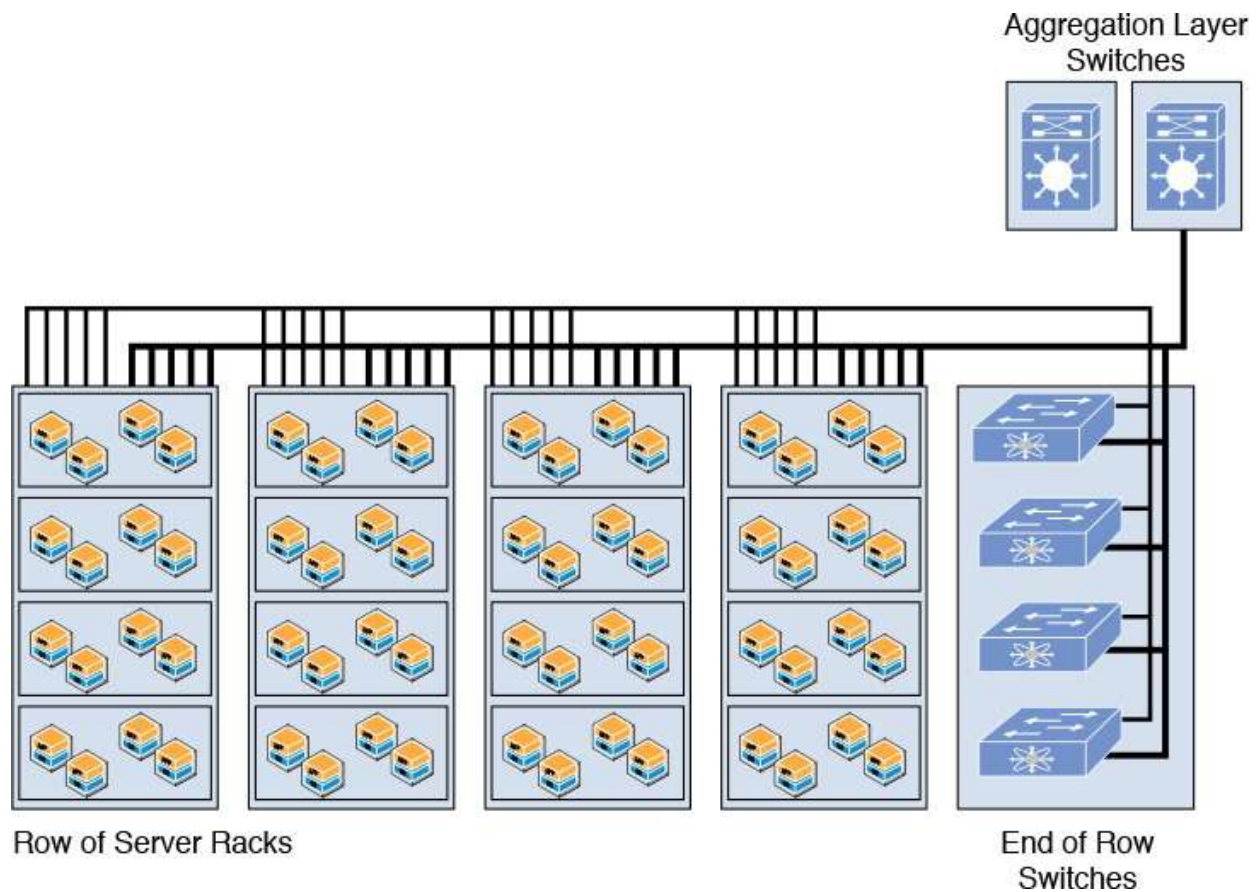 Aggregation Layer
Switches
Row of Server Racks
End of Row
Switches